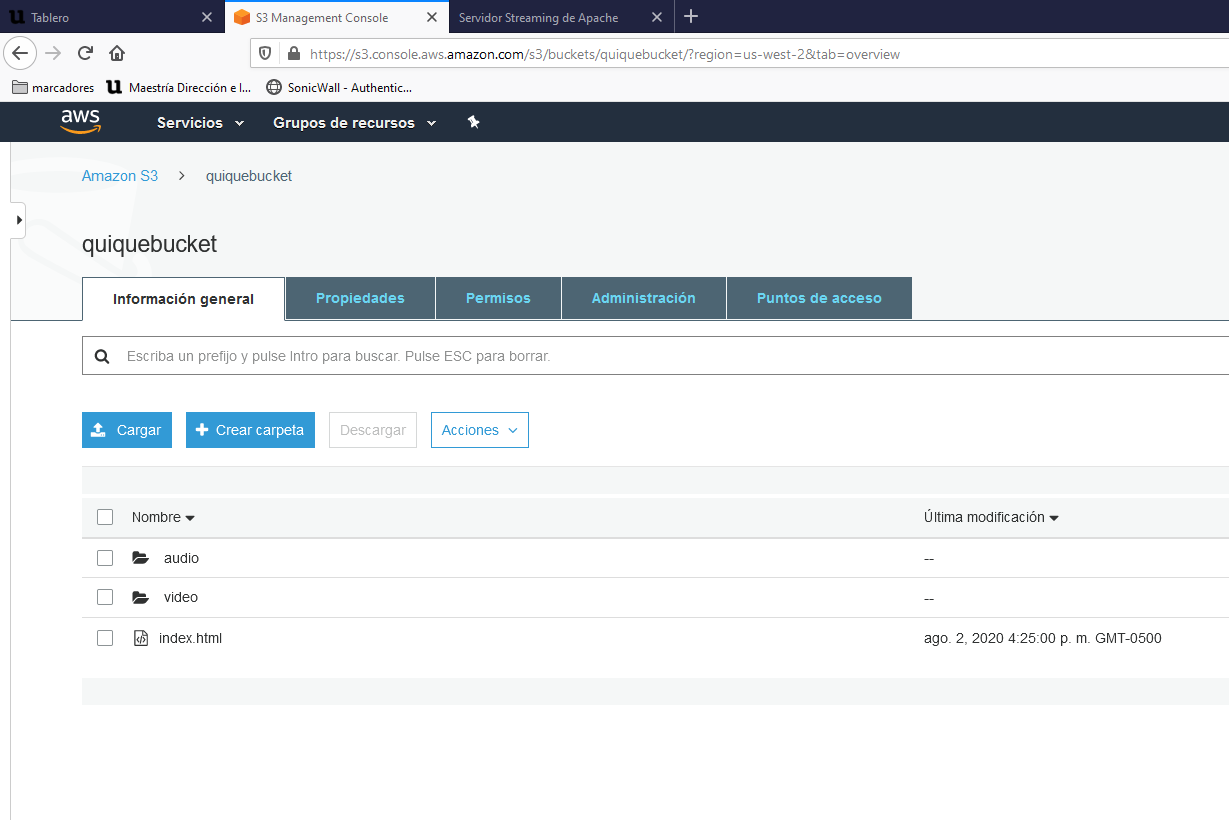 Tablero
S3 Management Console
Servidor Streaming de Apache
https://s3.console.aws.amazon.com/s3/buckets/quiquebucket/?region=us-west-2&tab=overview
marcadores
Maestría Dirección e I...
SonicWall - Authentic...
aws
Servicios
Grupos de recursos
Amazon S3 > quiquebucket
quiquebucket
Información general
Propiedades
Permisos
Administración
Puntos de acceso
Escriba un prefijo y pulse Intro para buscar. Pulse ESC para borrar.
Cargar
Crear carpeta
Descargar
Acciones
Nombre
Última modificación
audio
--
video
--
index.html
ago. 2, 2020 4:25:00 p. m. GMT-0500